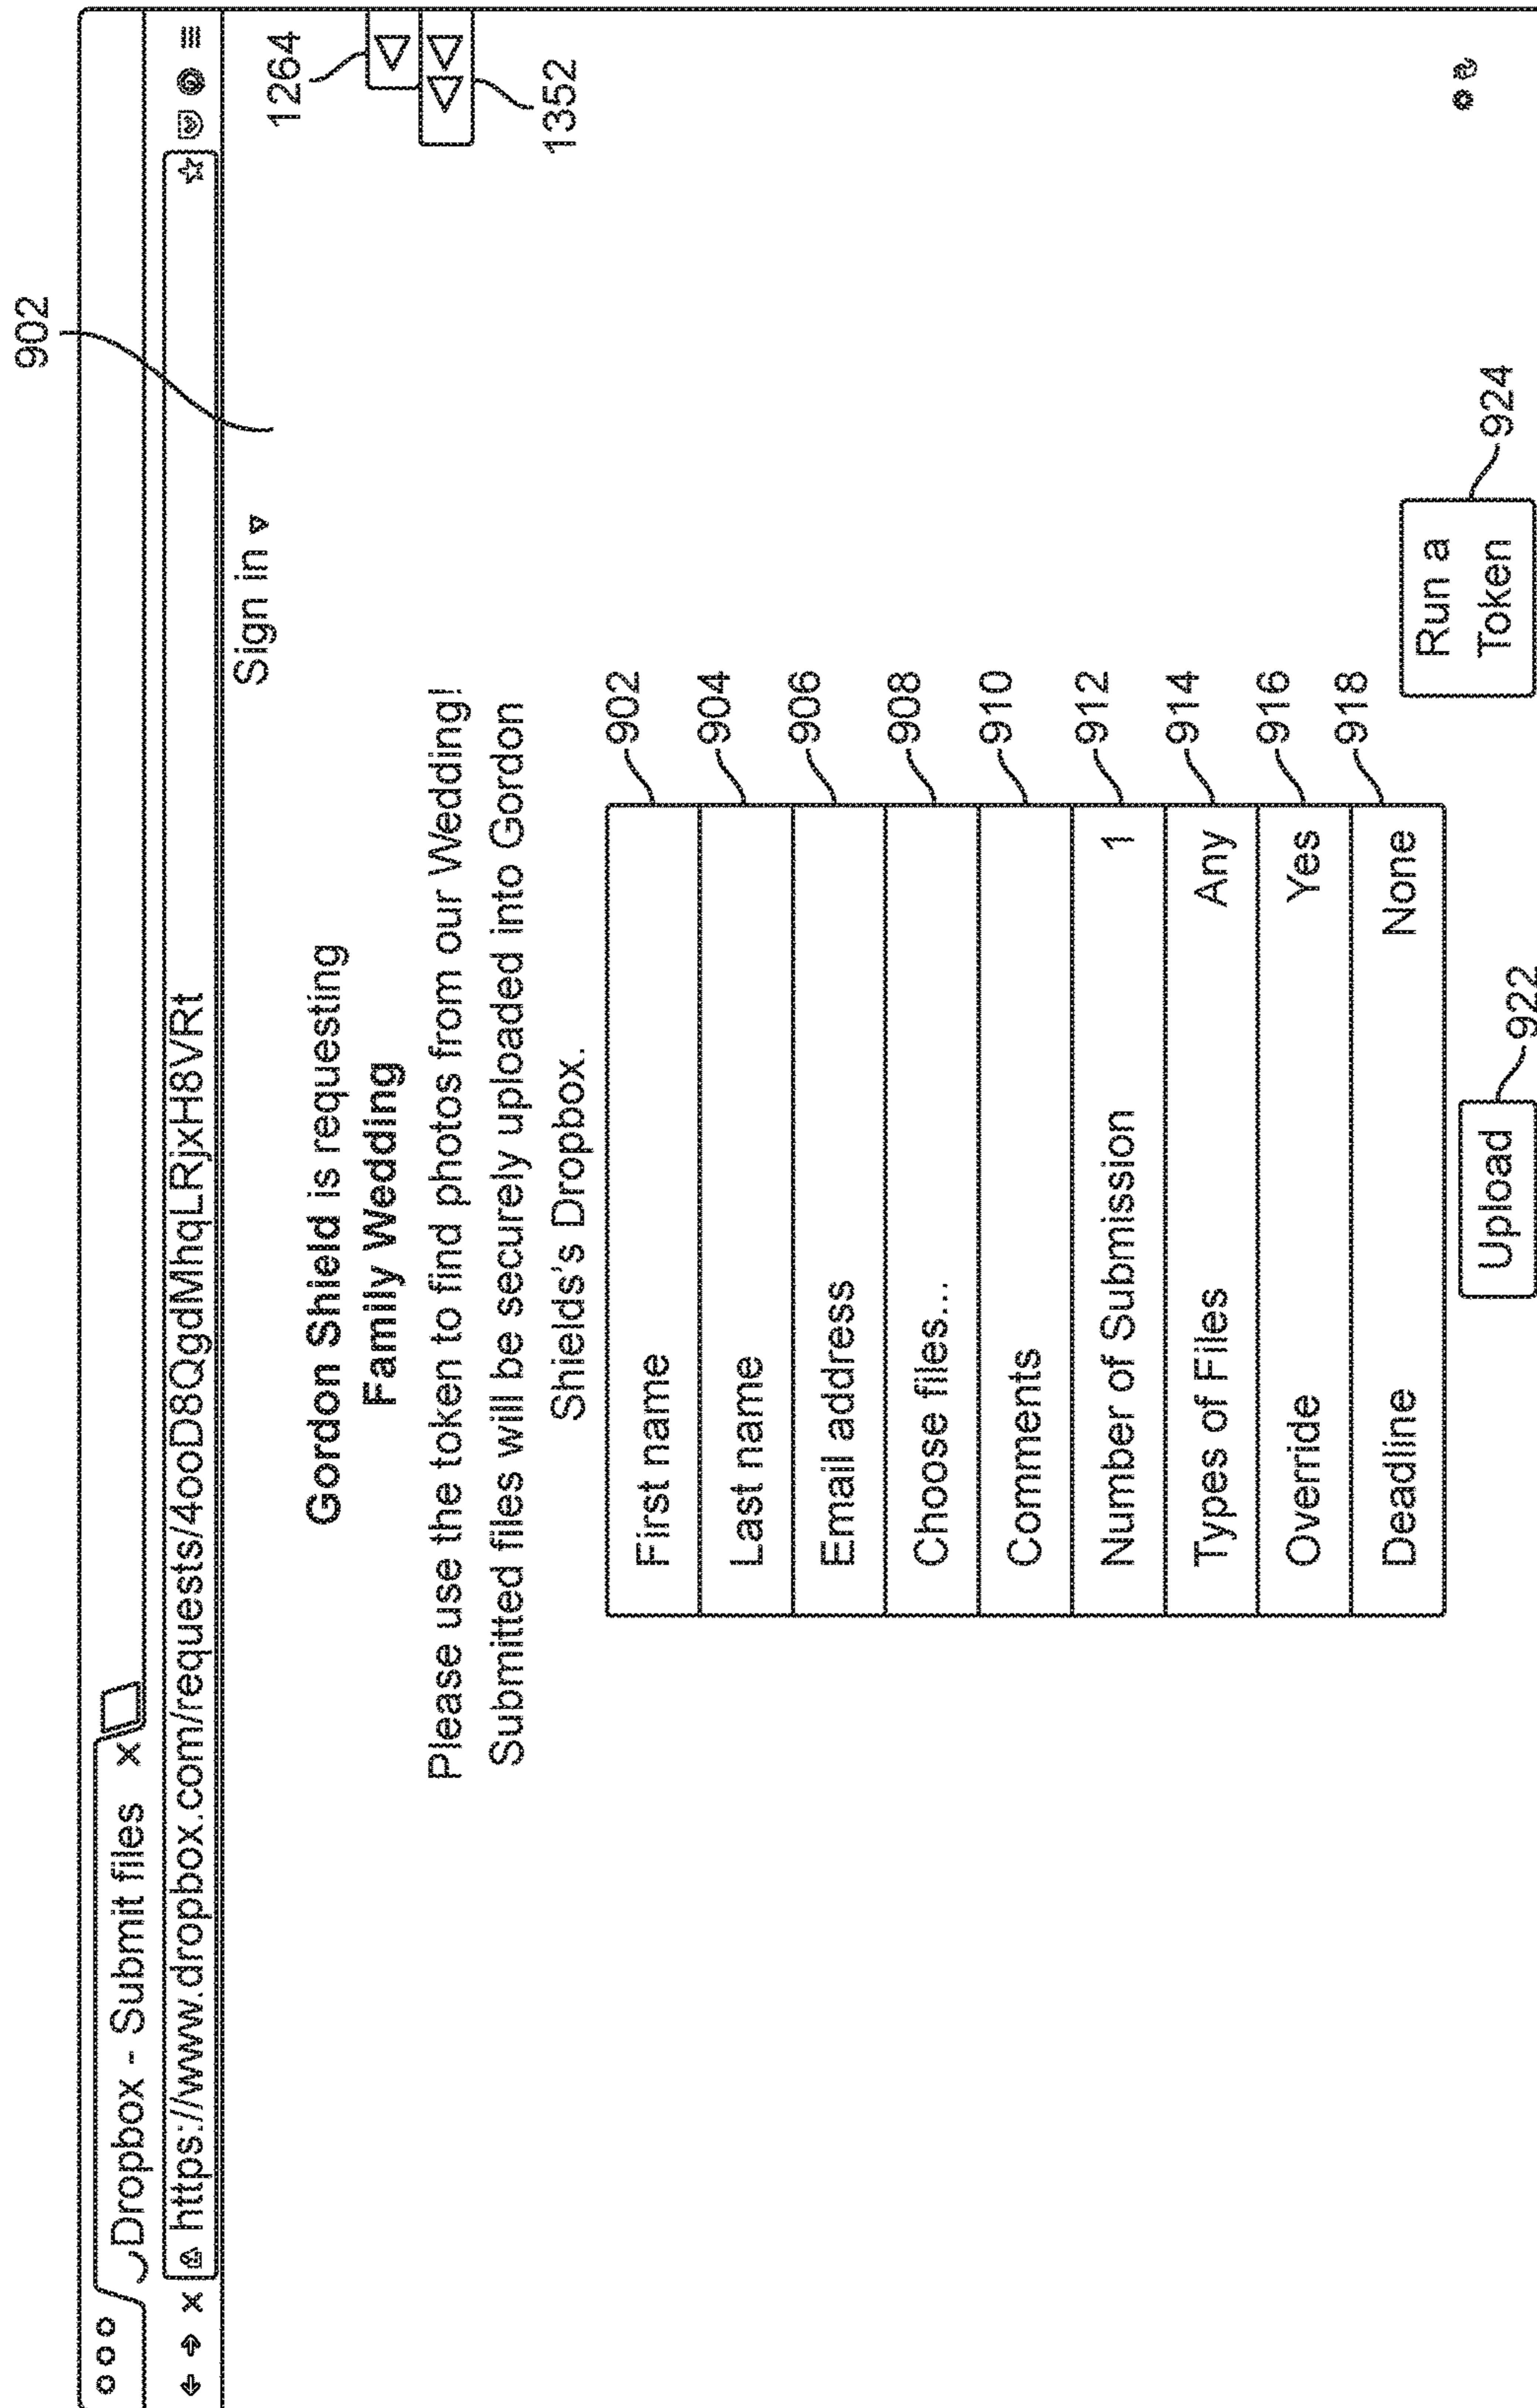 902
Dropbox - Submit files X
https://www.dropbox.com/requests/4ooD8QgdMhqLRjxH8VRt
Sign in
1264
1352
Gordon Shield is requesting
Family Wedding
Please use the token to find photos from our Wedding!
Submitted files will be securely uploaded into Gordon
Shields's Dropbox.
First name 902
Last name 904
Email address 906
Choose files... 908
Comments 910
Number of Submission 1 912
Types of Files Any 914
Override Yes 916
Deadline None 918
Upload 922
Run a
Token 924